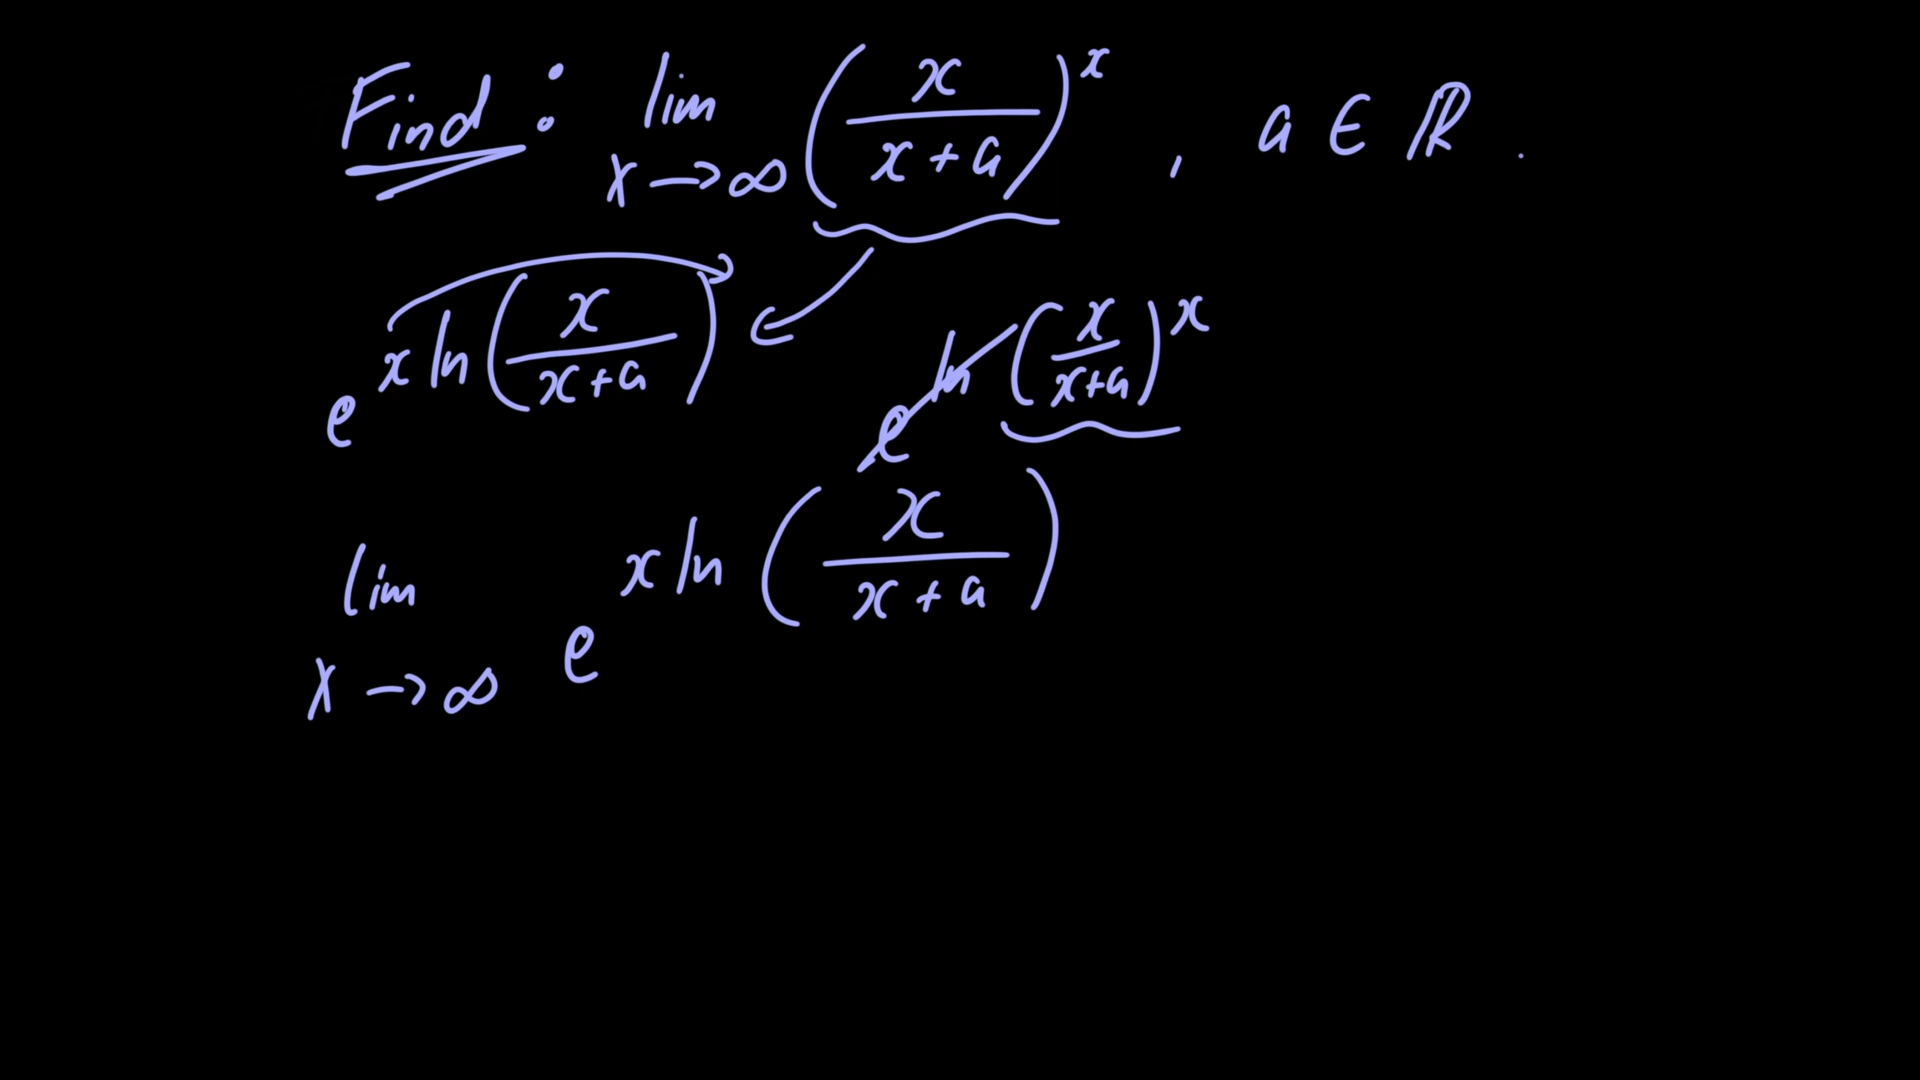 Find : lim x→∞ (x/(x+a))^x , a ∈ ℝ .
e^(x ln(x/(x+a))) e^(ln(x/(x+a))^x)
lim x→∞ e^(x ln(x/(x+a)))